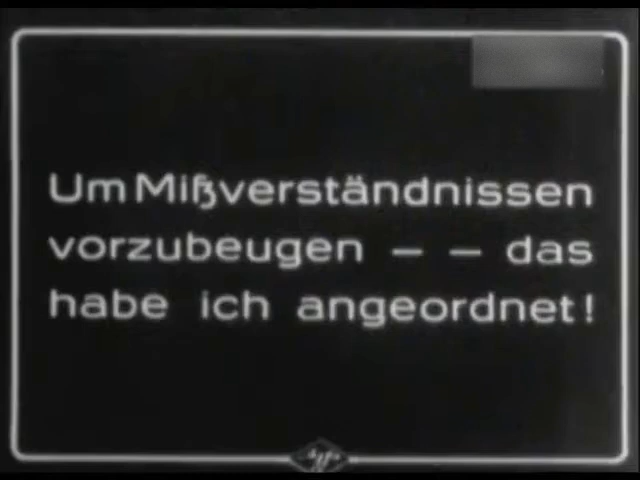 Um Mißverständnissen
vorzubeugen – – das
habe ich angeordnet!